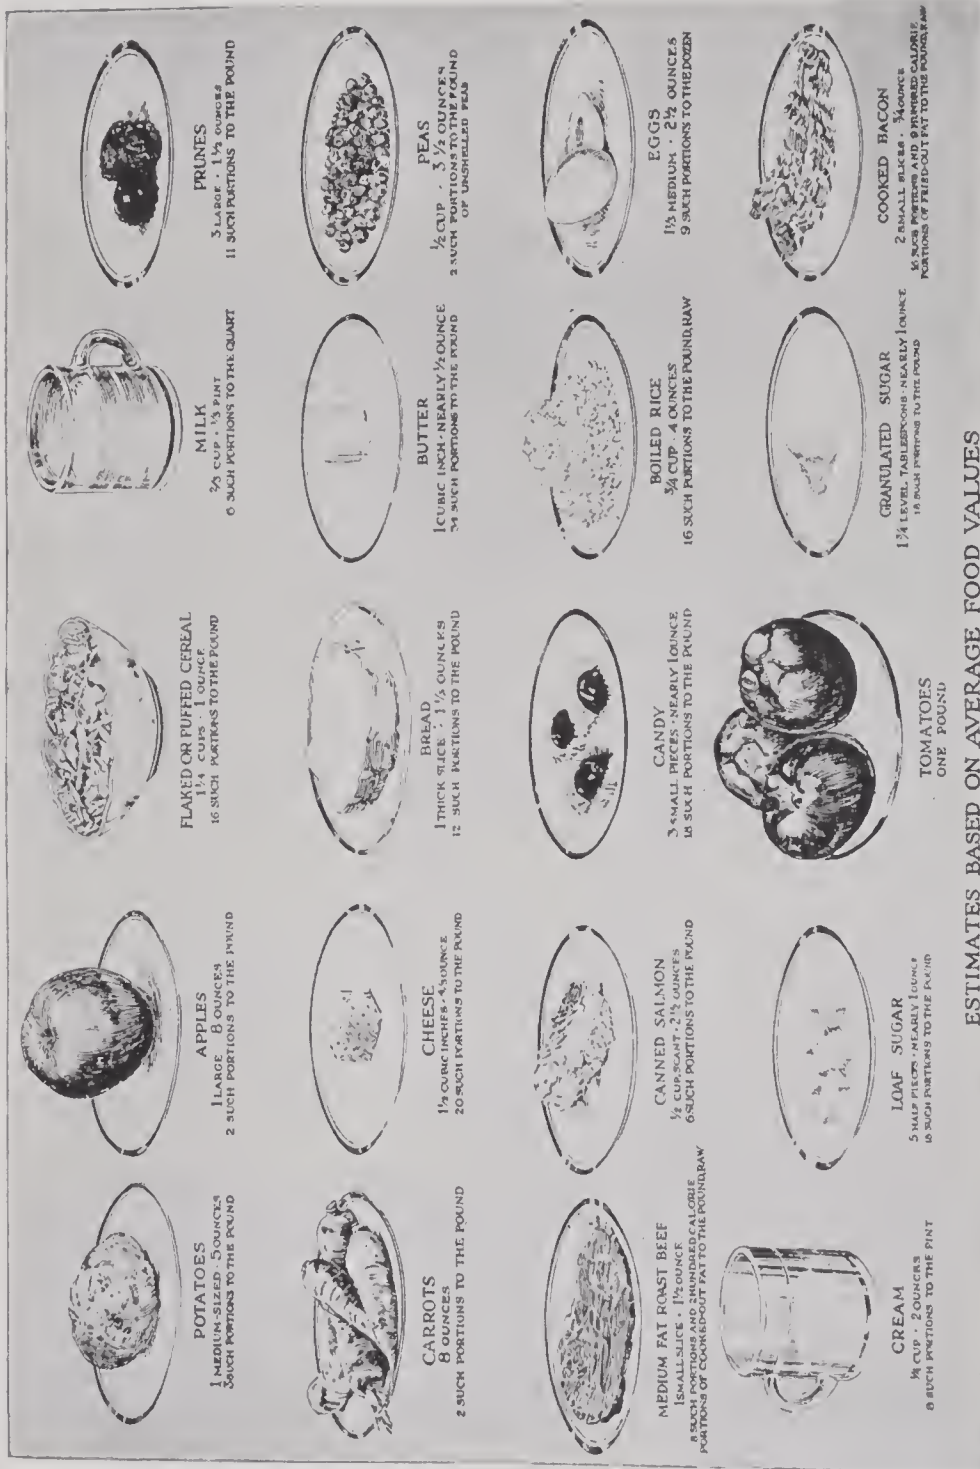 POTATOES
1 MEDIUM-SIZED · 5 OUNCES
3 SUCH PORTIONS TO THE POUND
APPLES
1 LARGE 8 OUNCES
2 SUCH PORTIONS TO THE POUND
FLAKED OR PUFFED CEREAL
1¼ CUPS · 1 OUNCE
16 SUCH PORTIONS TO THE POUND
MILK
⅔ CUP · ⅓ PINT
6 SUCH PORTIONS TO THE QUART
PRUNES
3 LARGE · 1½ OUNCES
11 SUCH PORTIONS TO THE POUND
CARROTS
8 OUNCES
2 SUCH PORTIONS TO THE POUND
CHEESE
1½ CUBIC INCHES · ⅘ OUNCE
20 SUCH PORTIONS TO THE POUND
BREAD
1 THICK SLICE · 1⅓ OUNCES
12 SUCH PORTIONS TO THE POUND
BUTTER
1 CUBIC INCH · NEARLY ½ OUNCE
34 SUCH PORTIONS TO THE POUND
PEAS
½ CUP · 3½ OUNCES
2 SUCH PORTIONS TO THE POUND
OF UNSHELLED PEAS
MEDIUM FAT ROAST BEEF
1 SMALL SLICE · 1½ OUNCE
8 SUCH PORTIONS AND 2 HUNDRED CALORIE
PORTIONS OF COOKED-OUT FAT TO THE POUND, RAW
CANNED SALMON
½ CUP, SCANT · 2½ OUNCES
6 SUCH PORTIONS TO THE POUND
CANDY
3 SMALL PIECES · NEARLY 1 OUNCE
18 SUCH PORTIONS TO THE POUND
BOILED RICE
¾ CUP · 4 OUNCES
16 SUCH PORTIONS TO THE POUND, RAW
EGGS
1⅓ MEDIUM · 2½ OUNCES
9 SUCH PORTIONS TO THE DOZEN
CREAM
¼ CUP · 2 OUNCES
8 SUCH PORTIONS TO THE PINT
LOAF SUGAR
5 HALF PIECES · NEARLY 1 OUNCE
18 SUCH PORTIONS TO THE POUND
TOMATOES
ONE POUND
GRANULATED SUGAR
1¾ LEVEL TABLESPOONS · NEARLY 1 OUNCE
18 SUCH PORTIONS TO THE POUND
COOKED BACON
2 SMALL SLICES · ¾ OUNCE
16 SUCH PORTIONS AND 9 HUNDRED CALORIE
PORTIONS OF FRIED-OUT FAT TO THE POUND, RAW
ESTIMATES BASED ON AVERAGE FOOD VALUES